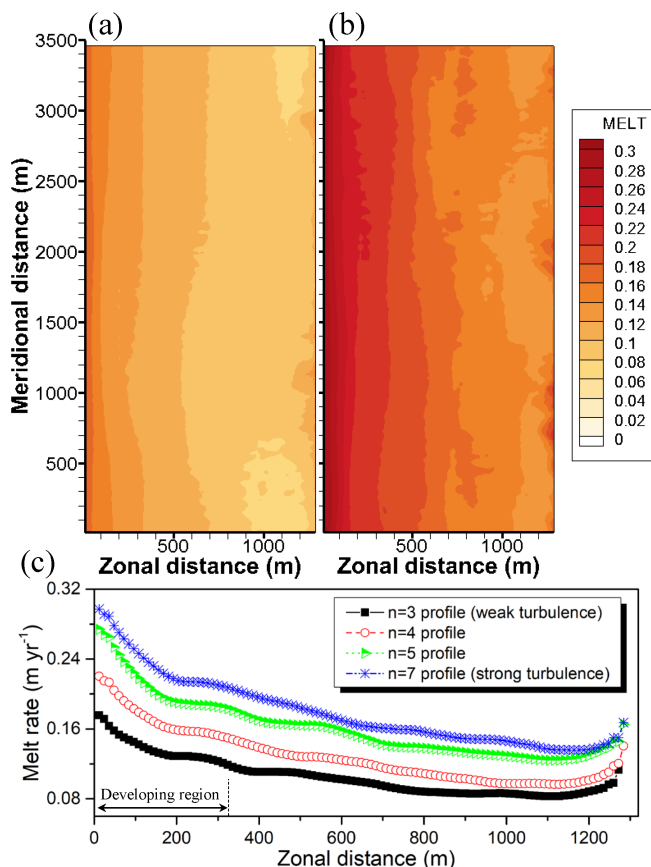 (a)
(b)
3500
3000
2500
2000
1500
1000
500
Meridional distance (m)
500
1000
500
1000
Zonal distance (m)
Zonal distance (m)
MELT
0.3
0.28
0.26
0.24
0.22
0.2
0.18
0.16
0.14
0.12
0.1
0.08
0.06
0.04
0.02
0
(c)
0.32
0.24
0.16
0.08
Melt rate (m yr-1)
n=3 profile (weak turbulence)
n=4 profile
n=5 profile
n=7 profile (strong turbulence)
Developing region
0
200
400
600
800
1000
1200
Zonal distance (m)